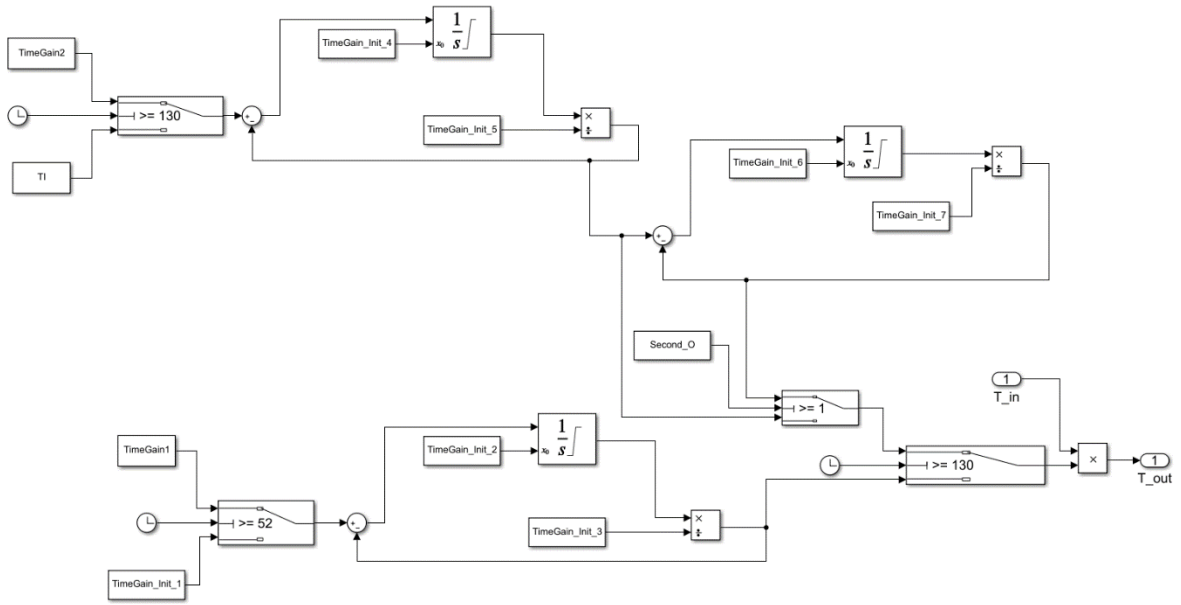 TimeGain2
>= 130
TI
+
-
TimeGain_Init_4
1
s
x₀
TimeGain_Init_5
×
÷
TimeGain_Init_6
1
s
x₀
×
÷
TimeGain_Init_7
+
-
Second_O
>= 1
1
T_in
TimeGain1
>= 52
TimeGain_Init_1
+
-
TimeGain_Init_2
1
s
x₀
TimeGain_Init_3
×
÷
>= 130
×
1
T_out